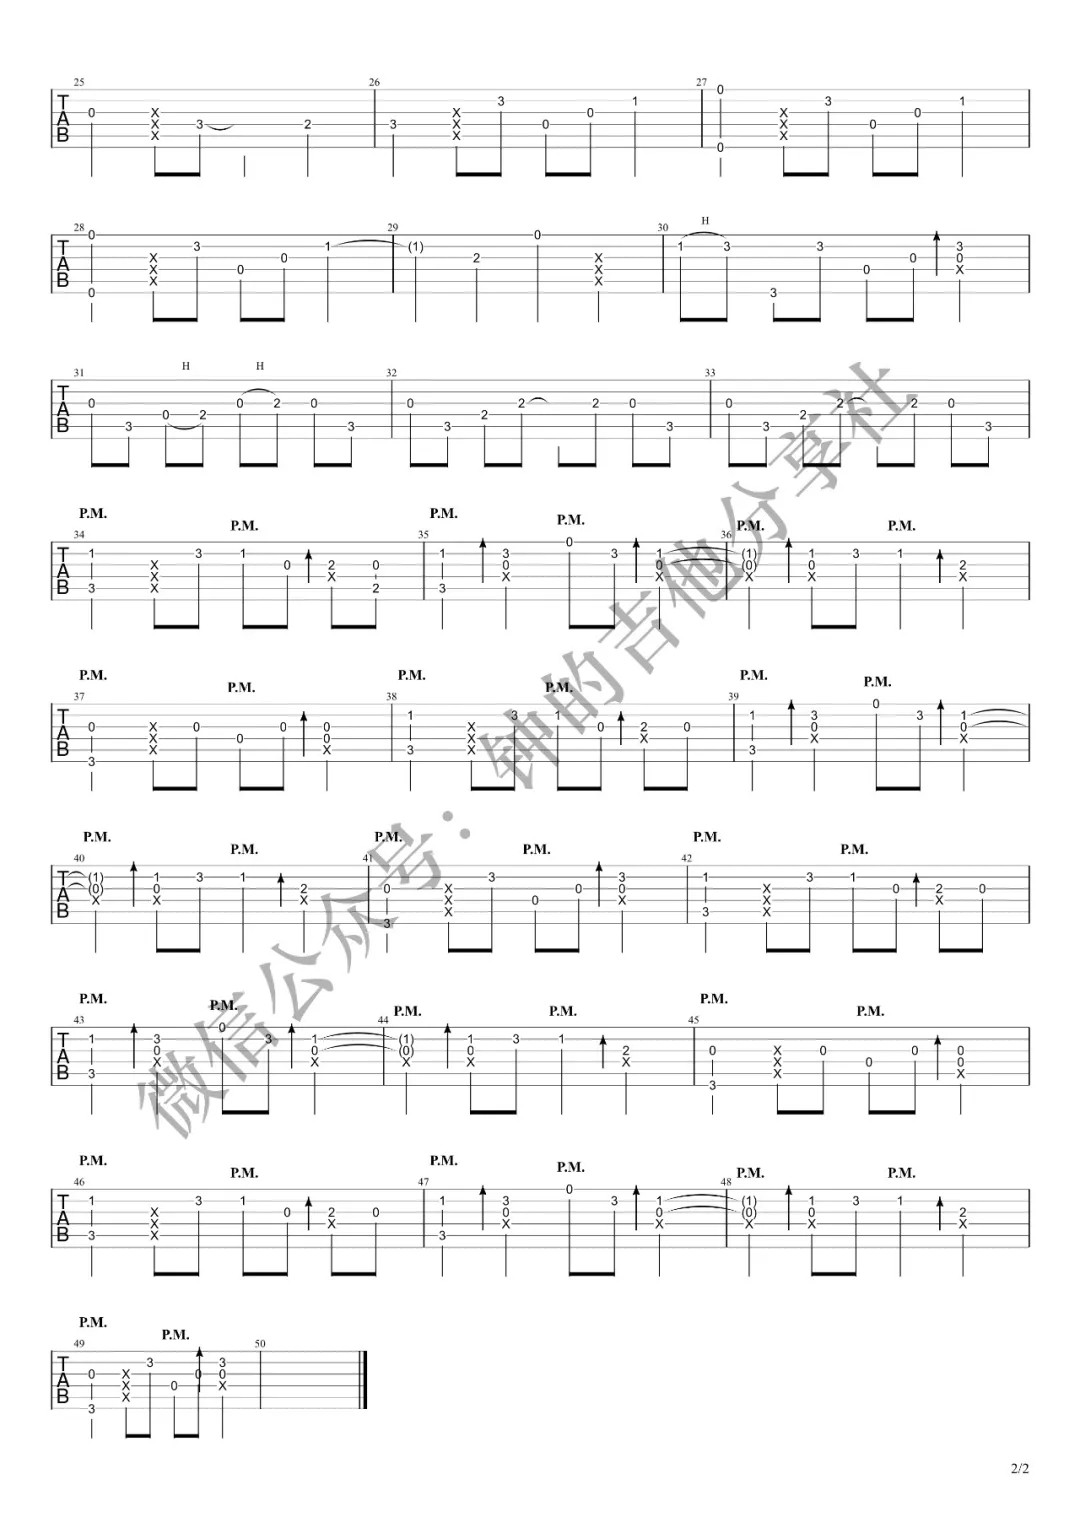 25 26 27
T A B
0 X X X 3 2 3 X X X 3 0 0 1 0 0 X X X 3 0 0 1
28 29 H 30
T A B
0 0 X X X 3 0 0 1 (1) 2 0 X X X 1 3 3 3 0 0 3 0 X
31 H H 32 33
T A B
0 3 0 2 0 2 0 3 0 3 2 2 2 0 3 0 3 2 2 2 0 3
P.M. P.M. P.M. P.M. P.M. P.M.
34 35 36
T A B
1 3 X X X 3 1 0 2 X 0 2 1 3 3 0 X 0 3 1 0 X (1) (0) X 1 0 X 3 1 2 X
P.M. P.M. P.M. P.M. P.M. P.M.
37 38 39
T A B
0 3 X X X 0 0 0 0 0 X 1 3 X X X 3 1 0 2 X 0 1 3 3 0 X 0 3 1 0 X
P.M. P.M. P.M. P.M. P.M. P.M.
40 41 42
T A B
(1) (0) X 1 0 X 3 1 2 X 0 3 X X X 3 0 0 3 0 X 1 3 X X X 3 1 0 2 X 0
P.M. P.M. P.M. P.M. P.M. P.M.
43 44 45
T A B
1 3 3 0 X 0 3 1 0 X (1) (0) X 1 0 X 3 1 2 X 0 3 X X X 0 0 0 0 0 X
P.M. P.M. P.M. P.M. P.M. P.M.
46 47 48
T A B
1 3 X X X 3 1 0 2 X 0 1 3 3 0 X 0 3 1 0 X (1) (0) X 1 0 X 3 1 2 X
P.M. P.M.
49 50
T A B
0 3 X X X 3 0 0 3 0 X
2/2
微信公众号：钟的吉他分享社